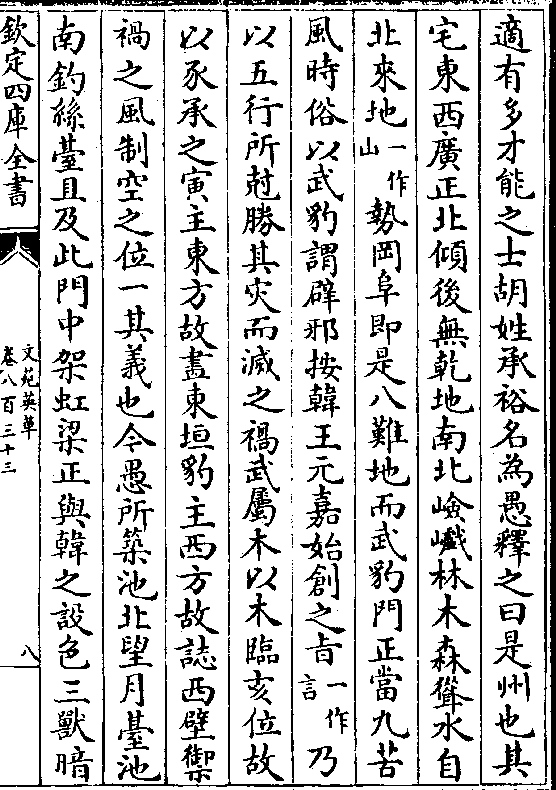 適有多才能之士胡姓承裕名為愚釋之曰是州也其
宅東西廣正北傾後無乾地南北嶮巇林木森聳水自
北來地一作山勢岡阜即是八難地而武豹門正當九苦
風時俗以武豹謂辟邪按韓王元嘉始創之旨一作言乃
以五行所尅勝其灾而滅之禍武屬木以木臨亥位故
以豕承之寅主東方故畫東垣豹主西方故誌西壁禦
禍之風制空之位一其義也今愚所築池北望月臺池
南釣絲臺且及此門中架虹梁正與韓之設色三獸暗
欽定四庫全書
文苑英華
卷八百三十三
八